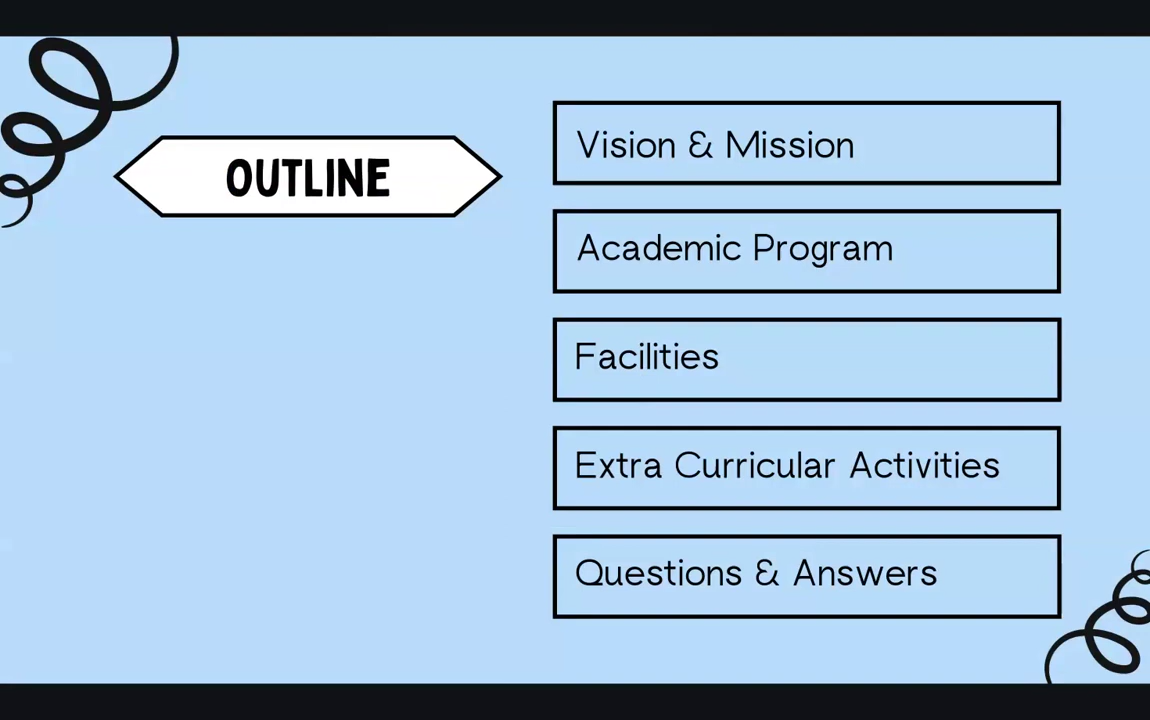 OUTLINE
Vision & Mission
Academic Program
Facilities
Extra Curricular Activities
Questions & Answers